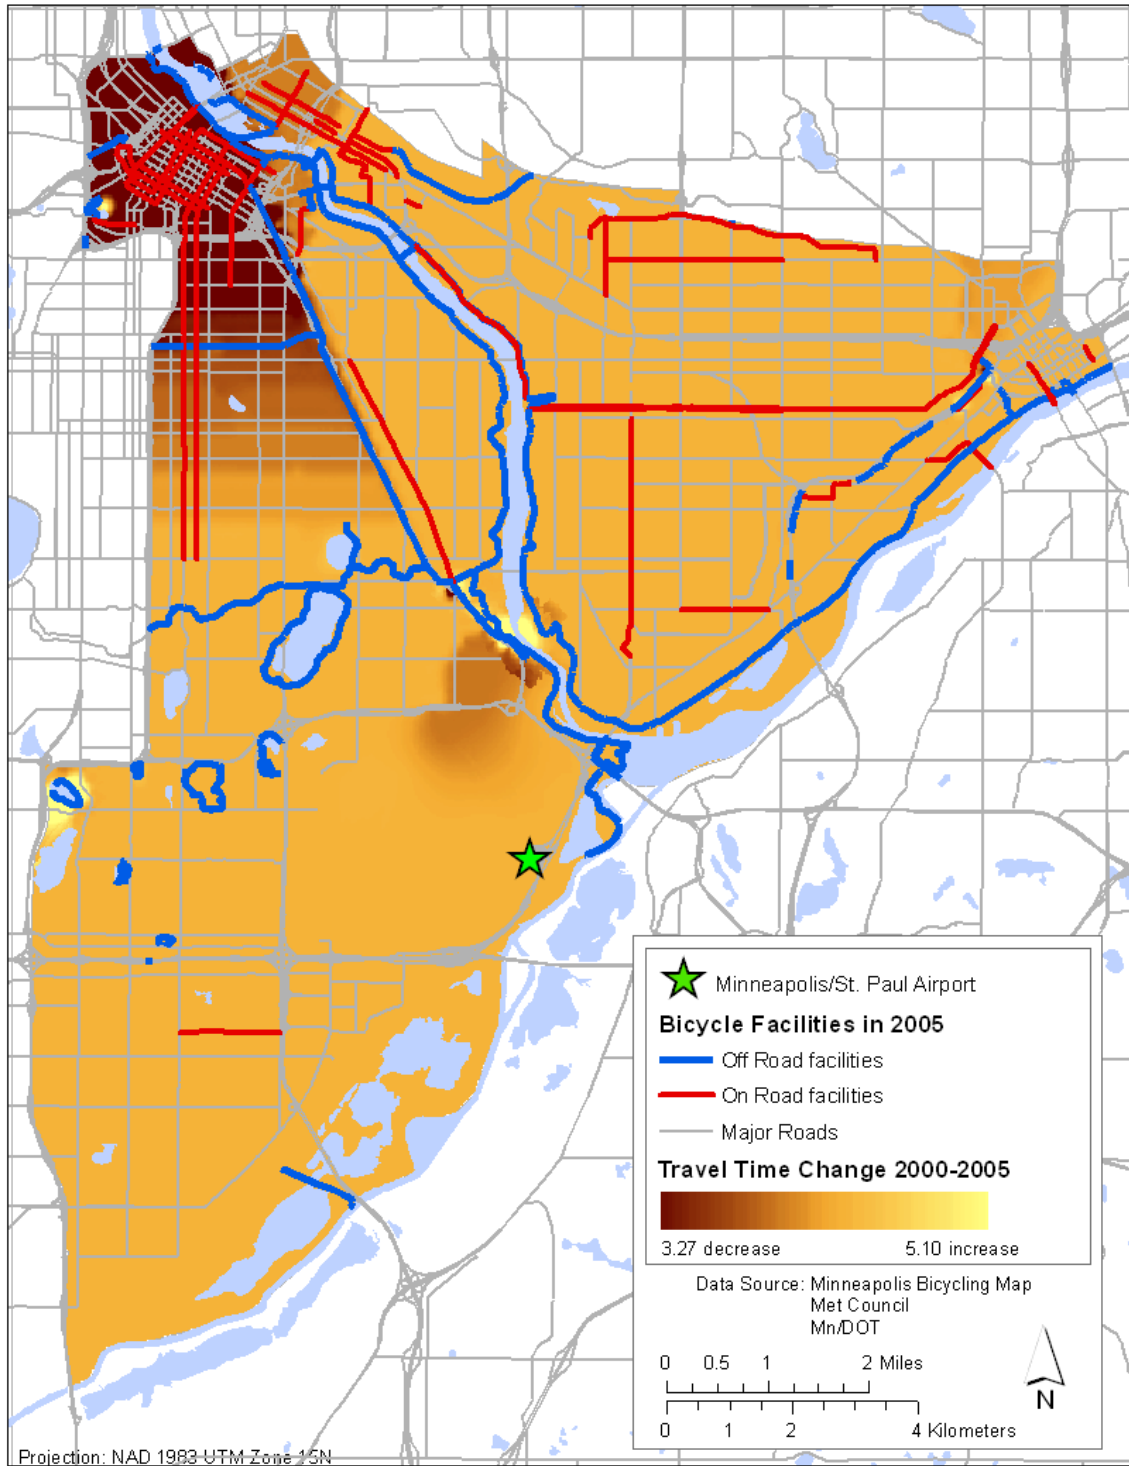 Minneapolis/St. Paul Airport
Bicycle Facilities in 2005
Off Road facilities
On Road facilities
Major Roads
Travel Time Change 2000-2005
3.27 decrease 5.10 increase
Data Source: Minneapolis Bicycling Map
Met Council
Mn/DOT
0 0.5 1 2 Miles
0 1 2 4 Kilometers
N
Projection: NAD 1983 UTM Zone 15N